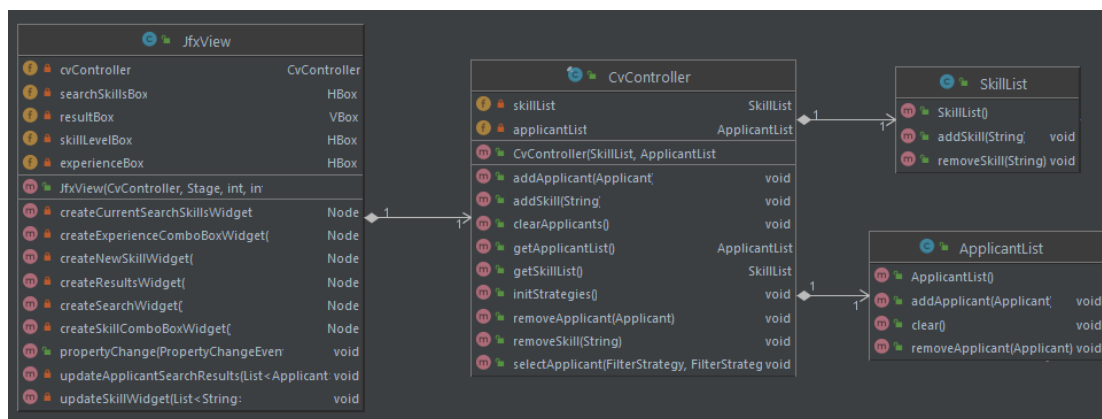 JfxView
cvController CvController
searchSkillsBox HBox
resultBox VBox
skillLevelBox HBox
experienceBox HBox
JfxView(CvController, Stage, int, in
createCurrentSearchSkillsWidget Node
createExperienceComboBoxWidget( Node
createNewSkillWidget( Node
createResultsWidget( Node
createSearchWidget( Node
createSkillComboBoxWidget( Node
propertyChange(PropertyChangeEven void
updateApplicantSearchResults(List<Applicant void
updateSkillWidget(List<String void
1
1
CvController
skillList SkillList
applicantList ApplicantList
CvController(SkillList, ApplicantList
addApplicant(Applicant void
addSkill(String void
clearApplicants() void
getApplicantList() ApplicantList
getSkillList() SkillList
initStrategies() void
removeApplicant(Applicant) void
removeSkill(String) void
selectApplicant(FilterStrategy, FilterStrateg void
1
1
SkillList
SkillList()
addSkill(String void
removeSkill(String) void
1
1
ApplicantList
ApplicantList()
addApplicant(Applicant void
clear() void
removeApplicant(Applicant) void